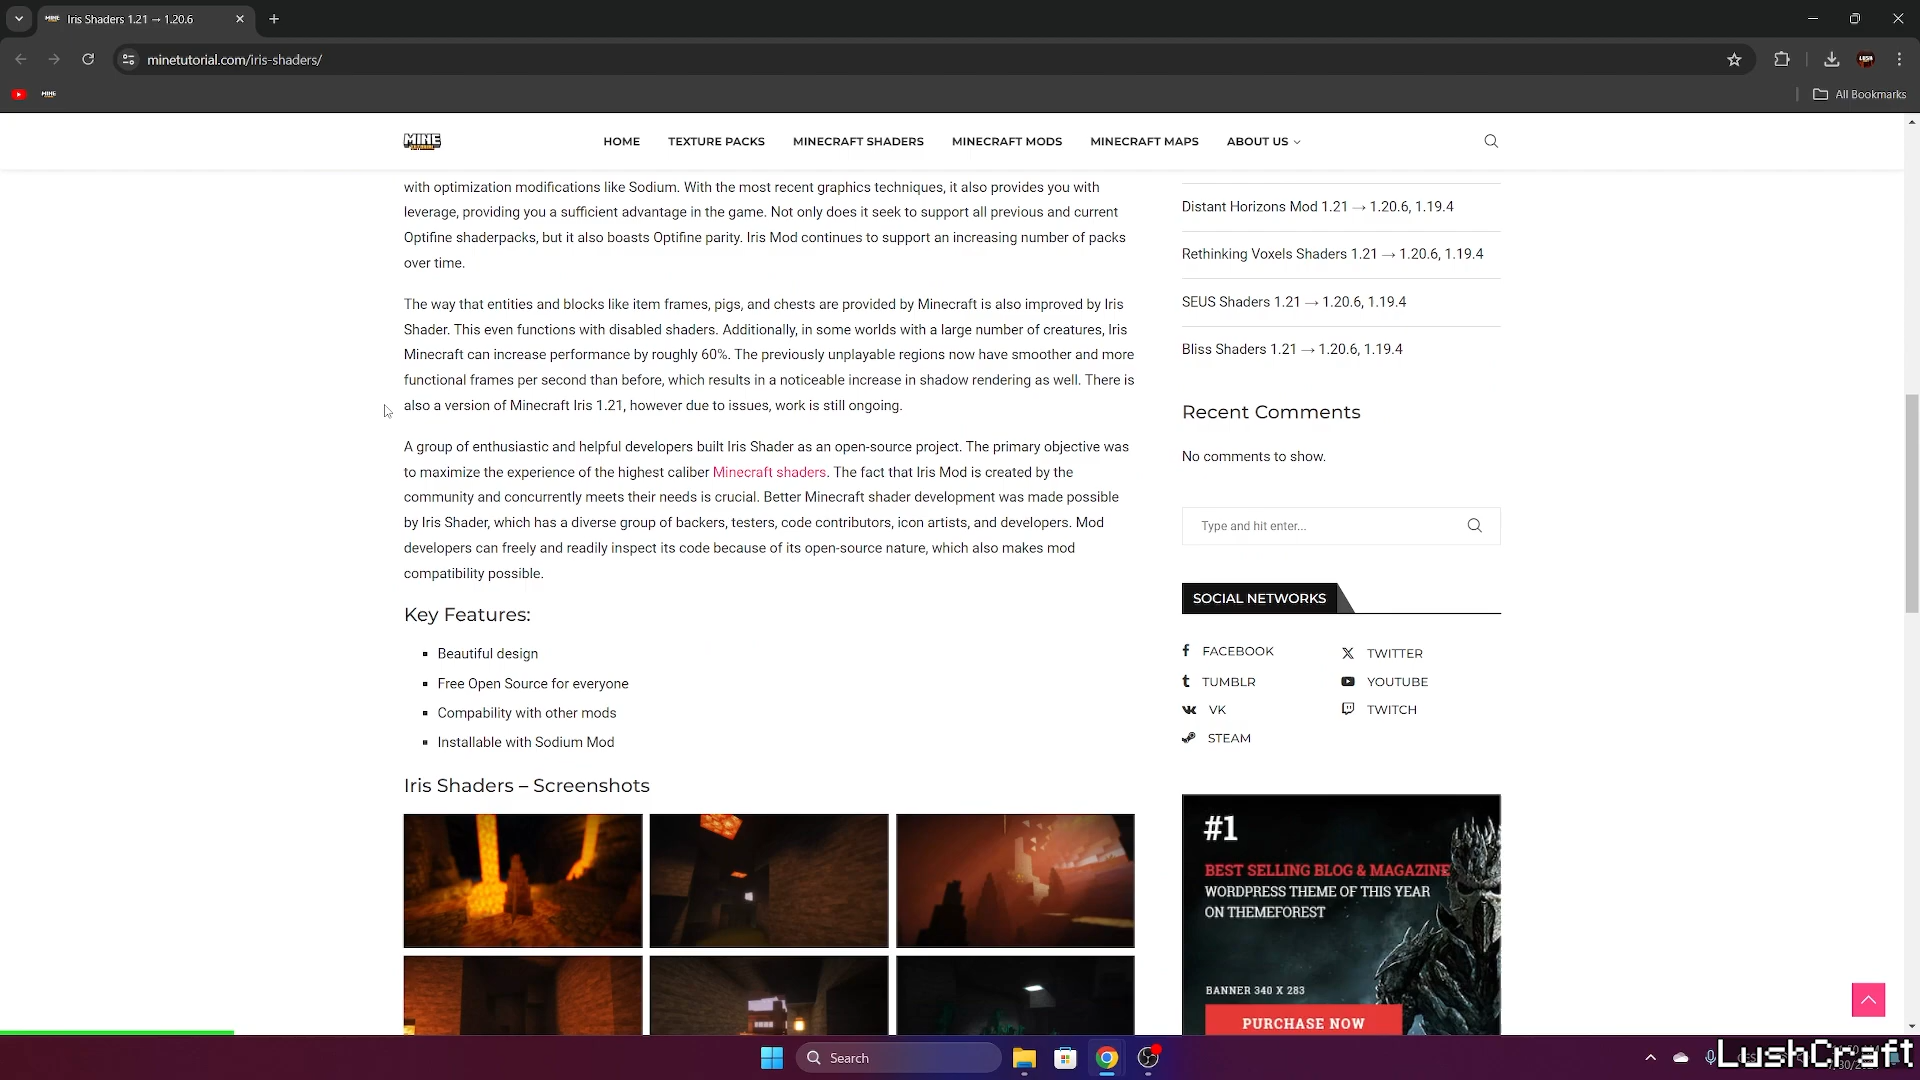 Iris Shaders 1.21 → 1.20.6
minetutorial.com/iris-shaders/
LUSH
MINE
All Bookmarks
MINE
TUTORIAL
HOME
TEXTURE PACKS
MINECRAFT SHADERS
MINECRAFT MODS
MINECRAFT MAPS
ABOUT US
with optimization modifications like Sodium. With the most recent graphics techniques, it also provides you with
leverage, providing you a sufficient advantage in the game. Not only does it seek to support all previous and current
Optifine shaderpacks, but it also boasts Optifine parity. Iris Mod continues to support an increasing number of packs
over time.
The way that entities and blocks like item frames, pigs, and chests are provided by Minecraft is also improved by Iris
Shader. This even functions with disabled shaders. Additionally, in some worlds with a large number of creatures, Iris
Minecraft can increase performance by roughly 60%. The previously unplayable regions now have smoother and more
functional frames per second than before, which results in a noticeable increase in shadow rendering as well. There is
also a version of Minecraft Iris 1.21, however due to issues, work is still ongoing.
A group of enthusiastic and helpful developers built Iris Shader as an open-source project. The primary objective was
to maximize the experience of the highest caliber Minecraft shaders. The fact that Iris Mod is created by the
community and concurrently meets their needs is crucial. Better Minecraft shader development was made possible
by Iris Shader, which has a diverse group of backers, testers, code contributors, icon artists, and developers. Mod
developers can freely and readily inspect its code because of its open-source nature, which also makes mod
compatibility possible.
Key Features:
Beautiful design
Free Open Source for everyone
Compability with other mods
Installable with Sodium Mod
Iris Shaders – Screenshots
Distant Horizons Mod 1.21 → 1.20.6, 1.19.4
Rethinking Voxels Shaders 1.21 → 1.20.6, 1.19.4
SEUS Shaders 1.21 → 1.20.6, 1.19.4
Bliss Shaders 1.21 → 1.20.6, 1.19.4
Recent Comments
No comments to show.
Type and hit enter...
SOCIAL NETWORKS
FACEBOOK
TWITTER
TUMBLR
YOUTUBE
VK
TWITCH
STEAM
#1
BEST SELLING BLOG & MAGAZINE
WORDPRESS THEME OF THIS YEAR
ON THEMEFOREST
BANNER 340 X 283
PURCHASE NOW
Search
LushCraft